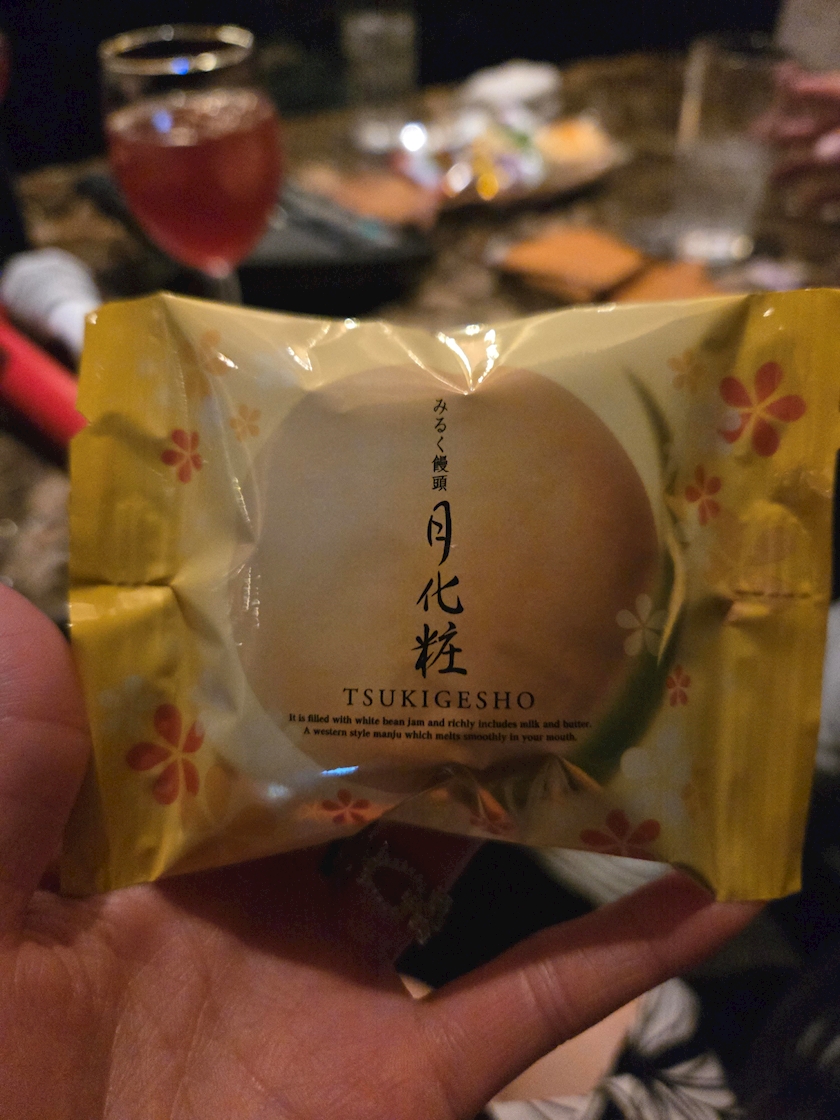 みるく饅頭
月化粧
TSUKIGESHO
It is filled with white bean jam and richly includes milk and butter.
A western style manju which melts smoothly in your mouth.